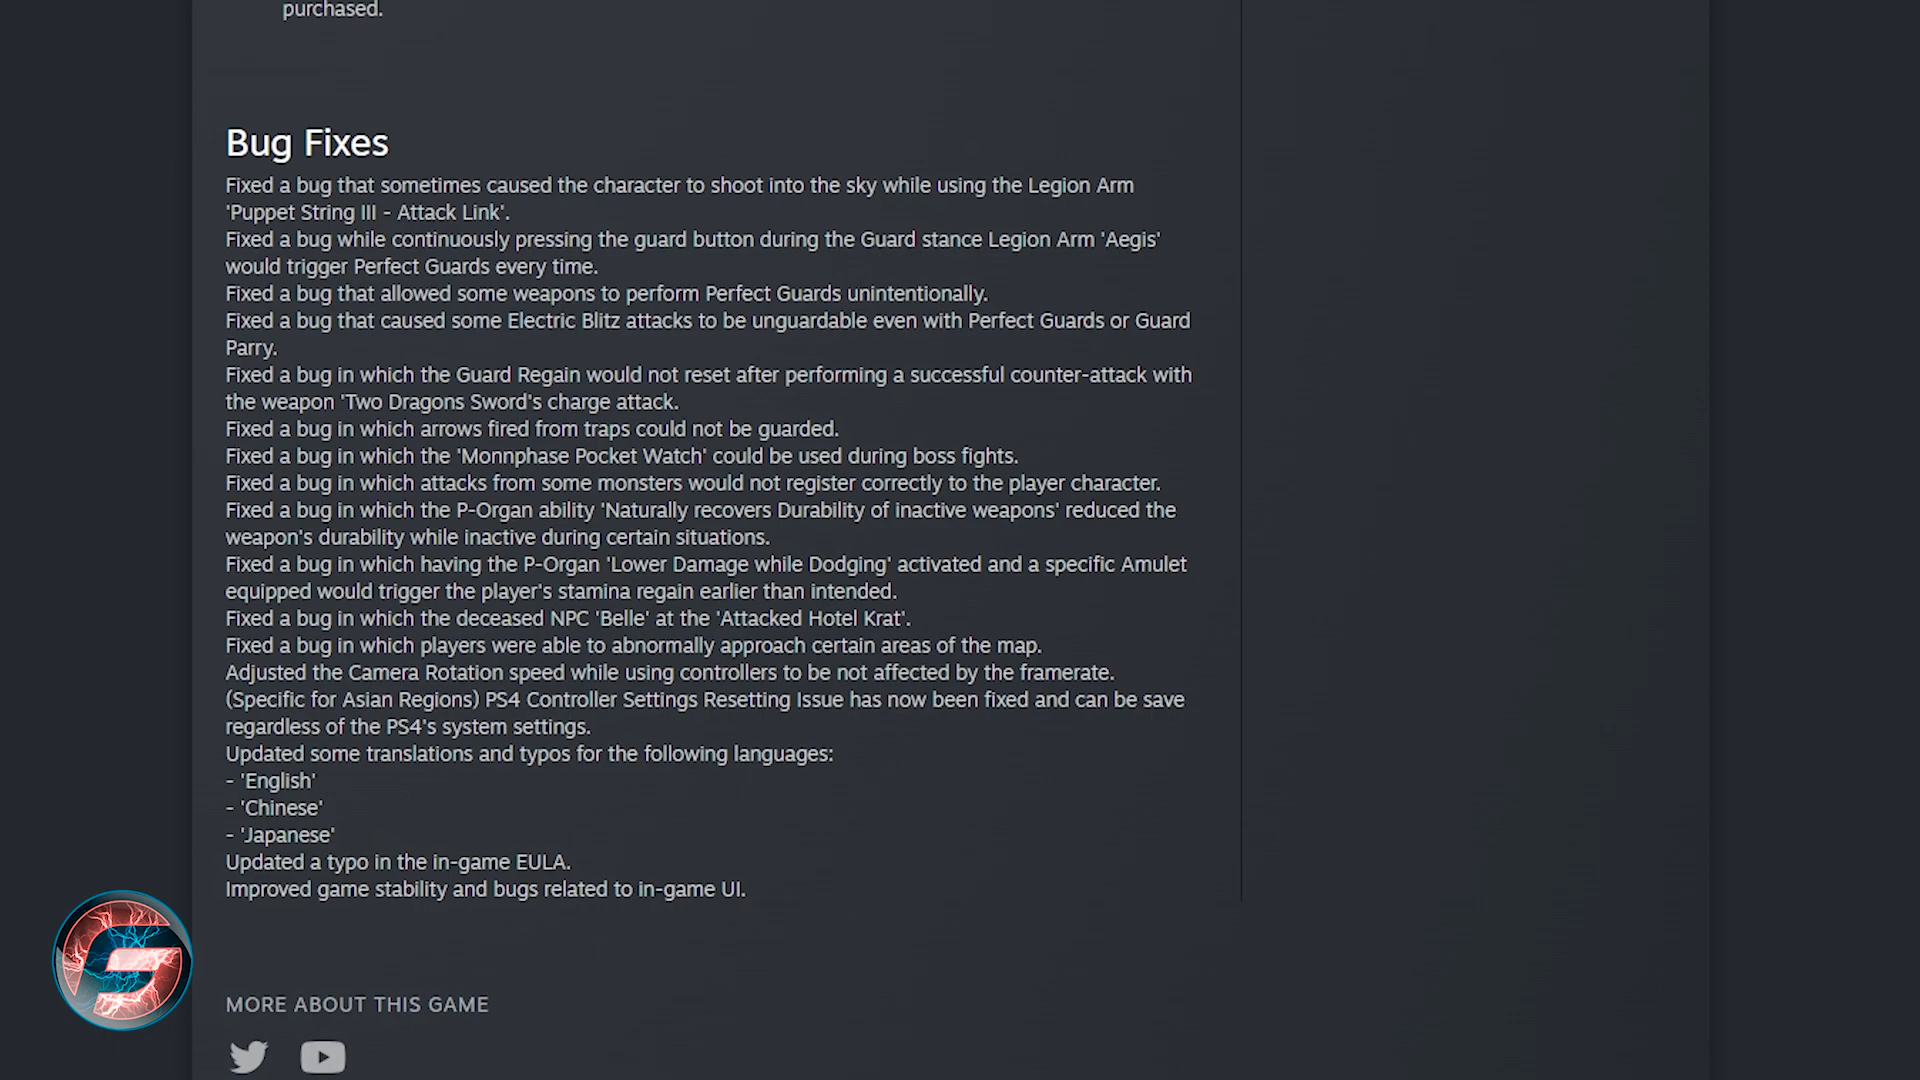 purchased.
Bug Fixes
Fixed a bug that sometimes caused the character to shoot into the sky while using the Legion Arm
'Puppet String III - Attack Link'.
Fixed a bug while continuously pressing the guard button during the Guard stance Legion Arm 'Aegis'
would trigger Perfect Guards every time.
Fixed a bug that allowed some weapons to perform Perfect Guards unintentionally.
Fixed a bug that caused some Electric Blitz attacks to be unguardable even with Perfect Guards or Guard
Parry.
Fixed a bug in which the Guard Regain would not reset after performing a successful counter-attack with
the weapon 'Two Dragons Sword's charge attack.
Fixed a bug in which arrows fired from traps could not be guarded.
Fixed a bug in which the 'Monnphase Pocket Watch' could be used during boss fights.
Fixed a bug in which attacks from some monsters would not register correctly to the player character.
Fixed a bug in which the P-Organ ability 'Naturally recovers Durability of inactive weapons' reduced the
weapon's durability while inactive during certain situations.
Fixed a bug in which having the P-Organ 'Lower Damage while Dodging' activated and a specific Amulet
equipped would trigger the player's stamina regain earlier than intended.
Fixed a bug in which the deceased NPC 'Belle' at the 'Attacked Hotel Krat'.
Fixed a bug in which players were able to abnormally approach certain areas of the map.
Adjusted the Camera Rotation speed while using controllers to be not affected by the framerate.
(Specific for Asian Regions) PS4 Controller Settings Resetting Issue has now been fixed and can be save
regardless of the PS4's system settings.
Updated some translations and typos for the following languages:
- 'English'
- 'Chinese'
- 'Japanese'
Updated a typo in the in-game EULA.
Improved game stability and bugs related to in-game UI.
MORE ABOUT THIS GAME